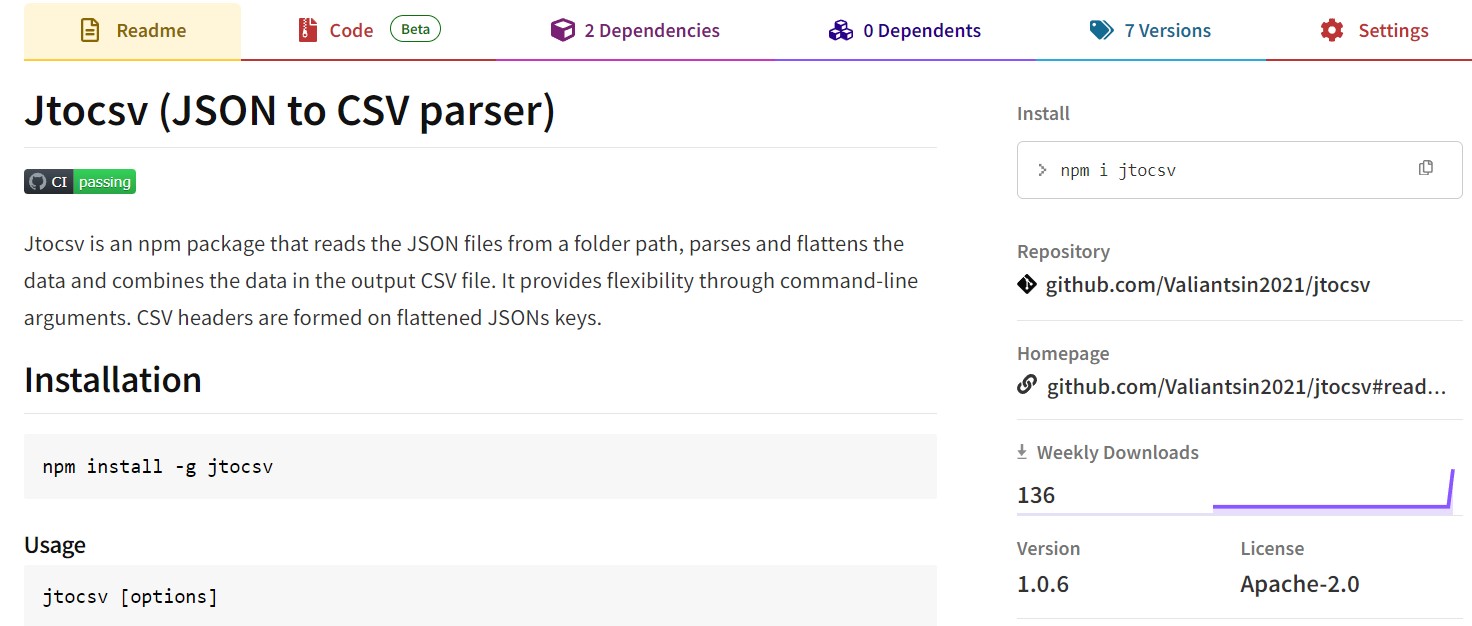 Readme
Code Beta
2 Dependencies
0 Dependents
7 Versions
Settings
Jtocsv (JSON to CSV parser)
CI passing
Jtocsv is an npm package that reads the JSON files from a folder path, parses and flattens the
data and combines the data in the output CSV file. It provides flexibility through command-line
arguments. CSV headers are formed on flattened JSONs keys.
Installation
npm install -g jtocsv
Usage
jtocsv [options]
Install
> npm i jtocsv
Repository
github.com/Valiantsin2021/jtocsv
Homepage
github.com/Valiantsin2021/jtocsv#read...
Weekly Downloads
136
Version
1.0.6
License
Apache-2.0